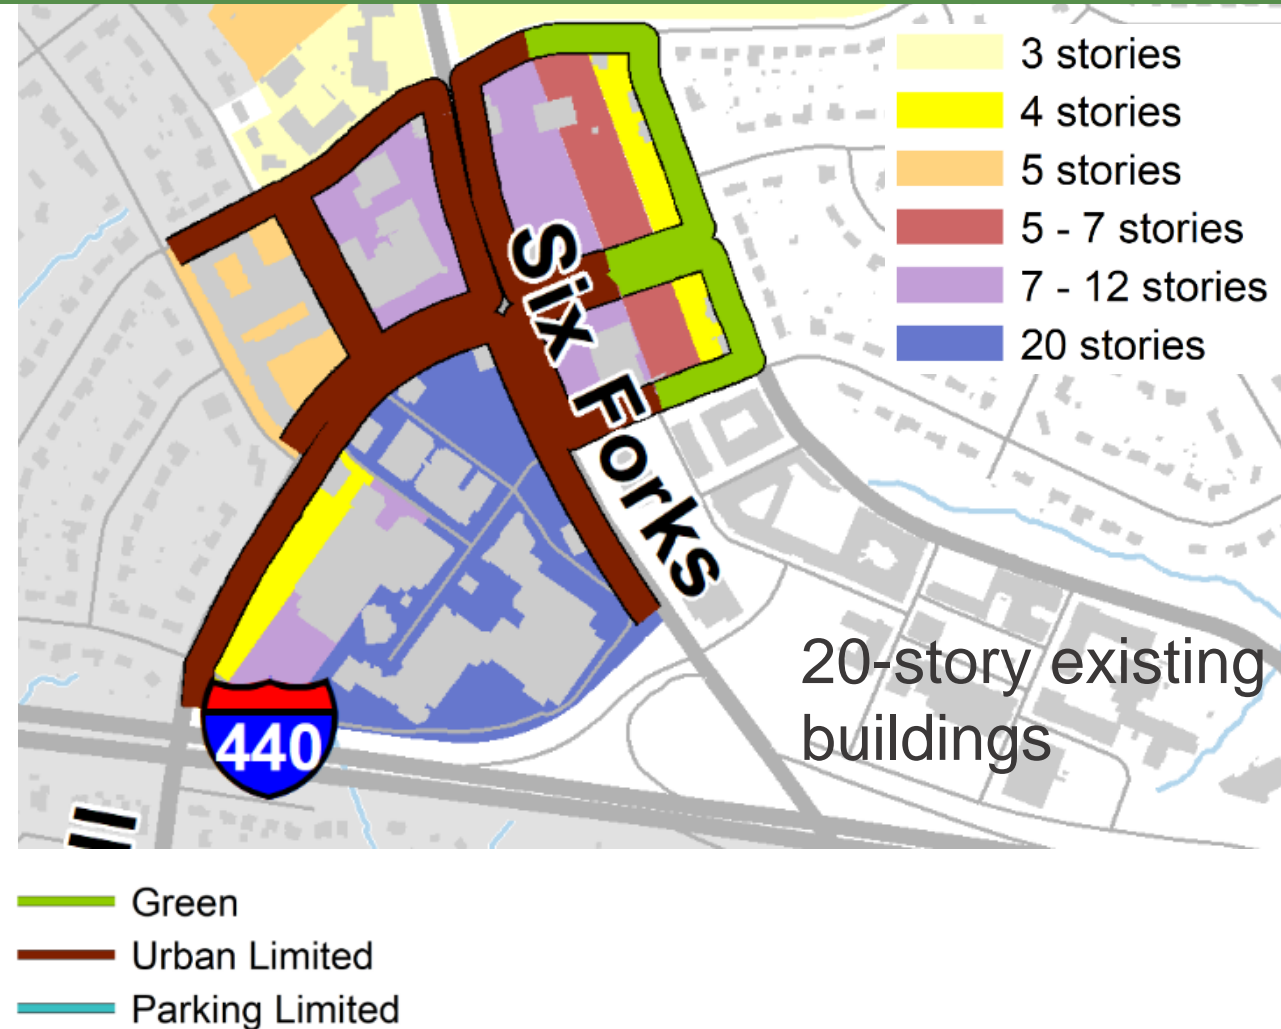 3 stories
4 stories
5 stories
5 - 7 stories
7 - 12 stories
20 stories
Six Forks
20-story existing
buildings
440
ll
Green
Urban Limited
Parking Limited